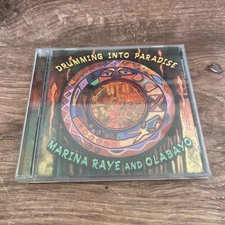 DRUMMING INTO PARADISE
MARINA RAYE AND OLABAYO